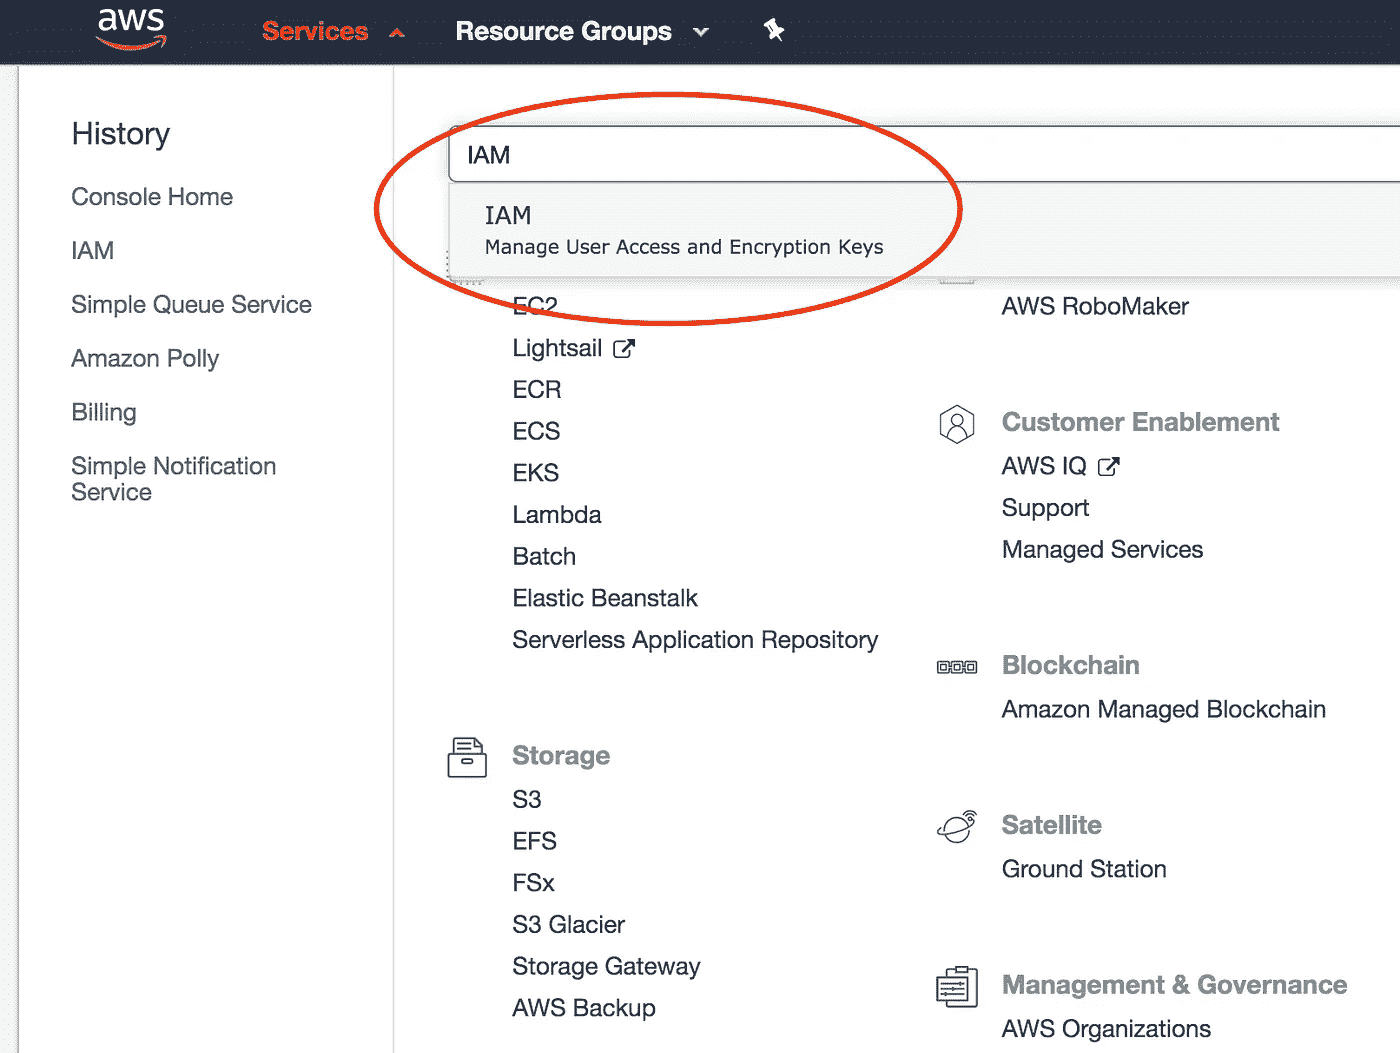 aws
Services
Resource Groups
History
Console Home
IAM
Simple Queue Service
Amazon Polly
Billing
Simple Notification
Service
IAM
IAM
Manage User Access and Encryption Keys
EC2
Lightsail
ECR
ECS
EKS
Lambda
Batch
Elastic Beanstalk
Serverless Application Repository
Storage
S3
EFS
FSx
S3 Glacier
Storage Gateway
AWS Backup
AWS RoboMaker
Customer Enablement
AWS IQ
Support
Managed Services
Blockchain
Amazon Managed Blockchain
Satellite
Ground Station
Management & Governance
AWS Organizations